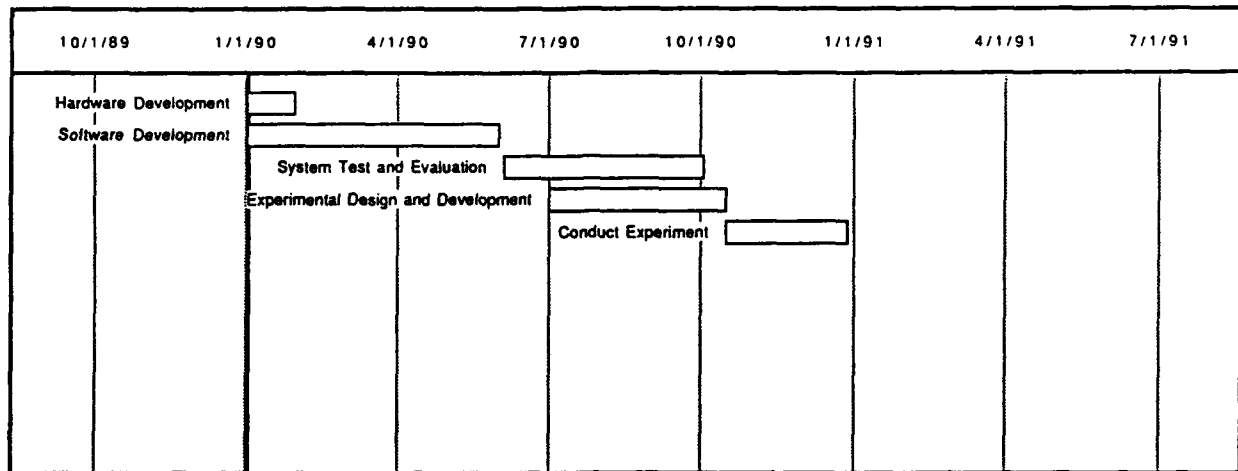 10/1/89 1/1/90 4/1/90 7/1/90 10/1/90 1/1/91 4/1/91 7/1/91
Hardware Development
Software Development
System Test and Evaluation
Experimental Design and Development
Conduct Experiment